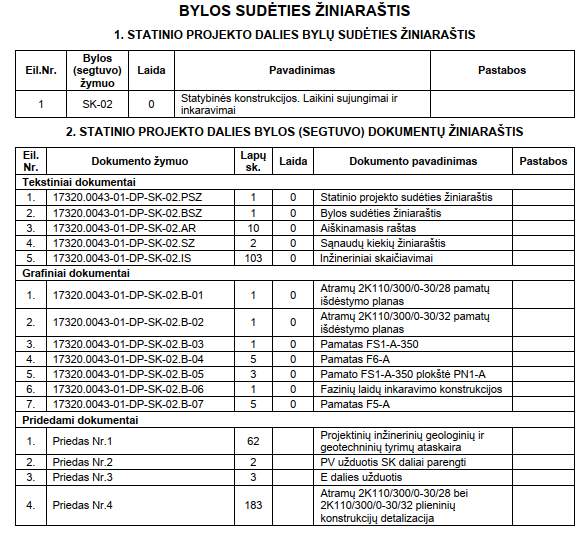 BYLOS SUDĖTIES ŽINIARAŠTIS
1. STATINIO PROJEKTO DALIES BYLŲ SUDĖTIES ŽINIARAŠTIS
Eil.Nr. Bylos (segtuvo) žymuo Laida Pavadinimas Pastabos
1 SK-02 0 Statybinės konstrukcijos. Laikini sujungimai ir
inkaravimai
2. STATINIO PROJEKTO DALIES BYLOS (SEGTUVO) DOKUMENTŲ ŽINIARAŠTIS
Eil. Nr. Dokumento žymuo Lapų sk. Laida Dokumento pavadinimas Pastabos
Tekstiniai dokumentai
1. 17320.0043-01-DP-SK-02.PSZ 1 0 Statinio projekto sudėties žiniaraštis
2. 17320.0043-01-DP-SK-02.BSZ 1 0 Bylos sudėties žiniaraštis
3. 17320.0043-01-DP-SK-02.AR 10 0 Aiškinamasis raštas
4. 17320.0043-01-DP-SK-02.SZ 2 0 Sąnaudų kiekių žiniaraštis
5. 17320.0043-01-DP-SK-02.IS 103 0 Inžineriniai skaičiavimai
Grafiniai dokumentai
1. 17320.0043-01-DP-SK-02.B-01 1 0 Atramų 2K110/300/0-30/28 pamatų
išdėstymo planas
2. 17320.0043-01-DP-SK-02.B-02 1 0 Atramų 2K110/300/0-30/32 pamatų
išdėstymo planas
3. 17320.0043-01-DP-SK-02.B-03 1 0 Pamatas FS1-A-350
4. 17320.0043-01-DP-SK-02.B-04 5 0 Pamatas F6-A
5. 17320.0043-01-DP-SK-02.B-05 3 0 Pamato FS1-A-350 plokštė PN1-A
6. 17320.0043-01-DP-SK-02.B-06 1 0 Fazinių laidų inkaravimo konstrukcijos
7. 17320.0043-01-DP-SK-02.B-07 5 0 Pamatas F5-A
Pridedami dokumentai
1. Priedas Nr.1 62 Projektinių inžinerinių geologinių ir
geotechninių tyrimų ataskaira
2. Priedas Nr.2 2 PV užduotis SK daliai parengti
3. Priedas Nr.3 3 E dalies užduotis
4. Priedas Nr.4 183 Atramų 2K110/300/0-30/28 bei
2K110/300/0-30/32 plieninių
konstrukcijų detalizacija